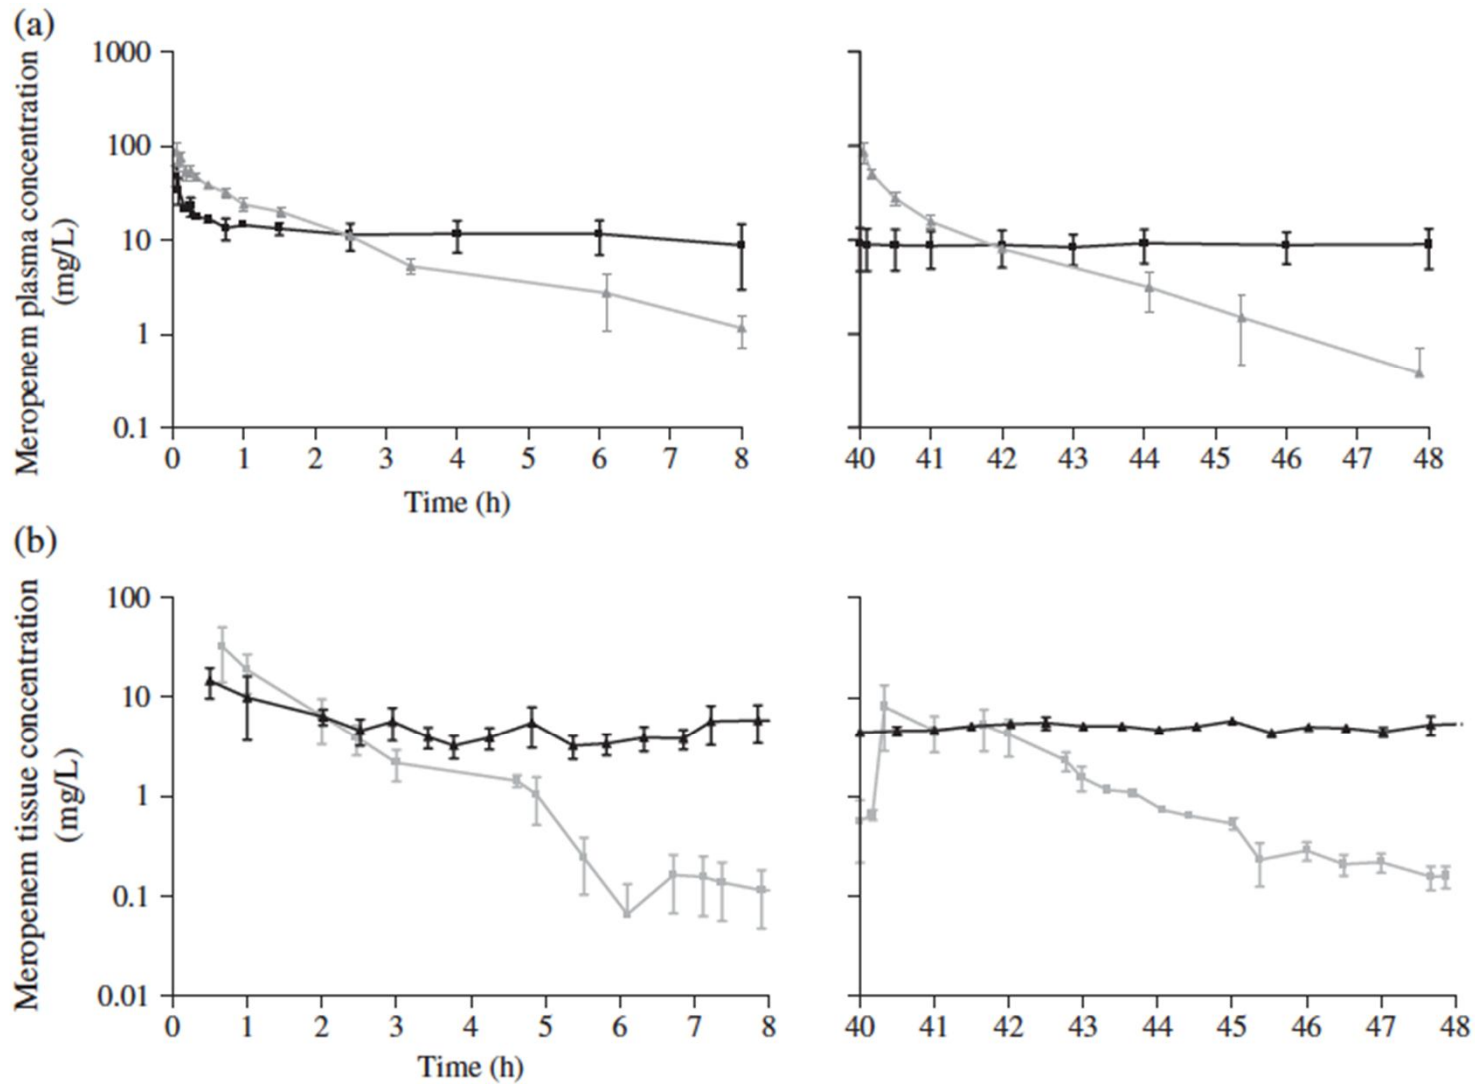 (a)
Meropenem plasma concentration
(mg/L)
1000
100
10
1
0.1
0 1 2 3 4 5 6 7 8
Time (h)
40 41 42 43 44 45 46 47 48
(b)
Meropenem tissue concentration
(mg/L)
100
10
1
0.1
0.01
0 1 2 3 4 5 6 7 8
Time (h)
40 41 42 43 44 45 46 47 48